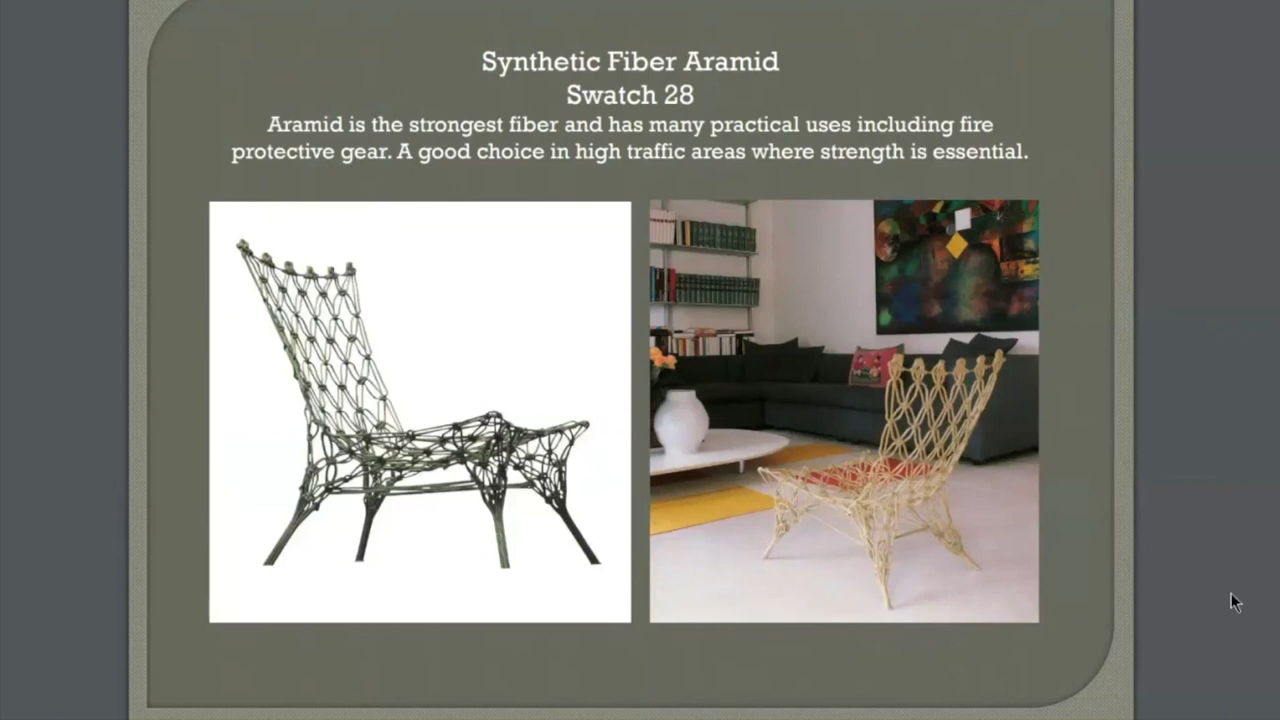 Synthetic Fiber Aramid
Swatch 28
Aramid is the strongest fiber and has many practical uses including fire
protective gear. A good choice in high traffic areas where strength is essential.